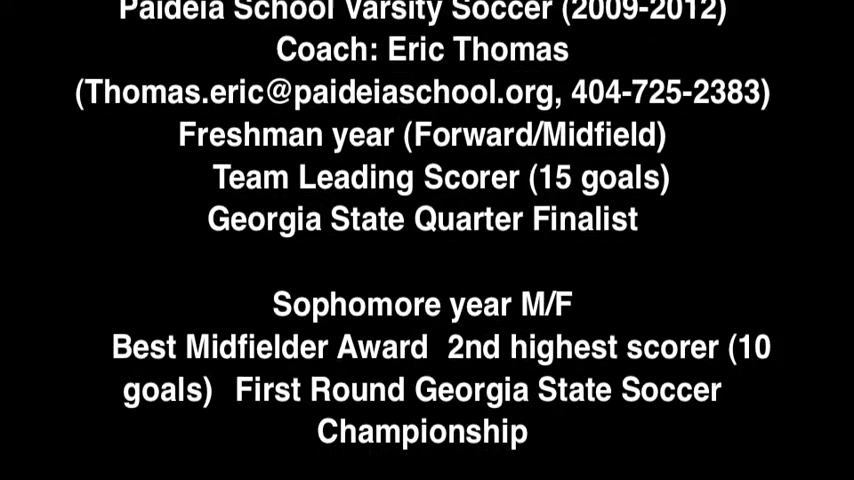 Paideia School Varsity Soccer (2009-2012)
Coach: Eric Thomas
(Thomas.eric@paideiaschool.org, 404-725-2383)
Freshman year (Forward/Midfield)
Team Leading Scorer (15 goals)
Georgia State Quarter Finalist
Sophomore year M/F
Best Midfielder Award 2nd highest scorer (10
goals) First Round Georgia State Soccer
Championship